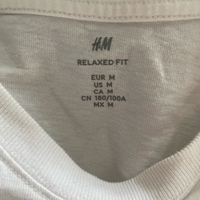 H&M
RELAXED FIT
EUR M
US M
CA M
CN 180/100A
MX M